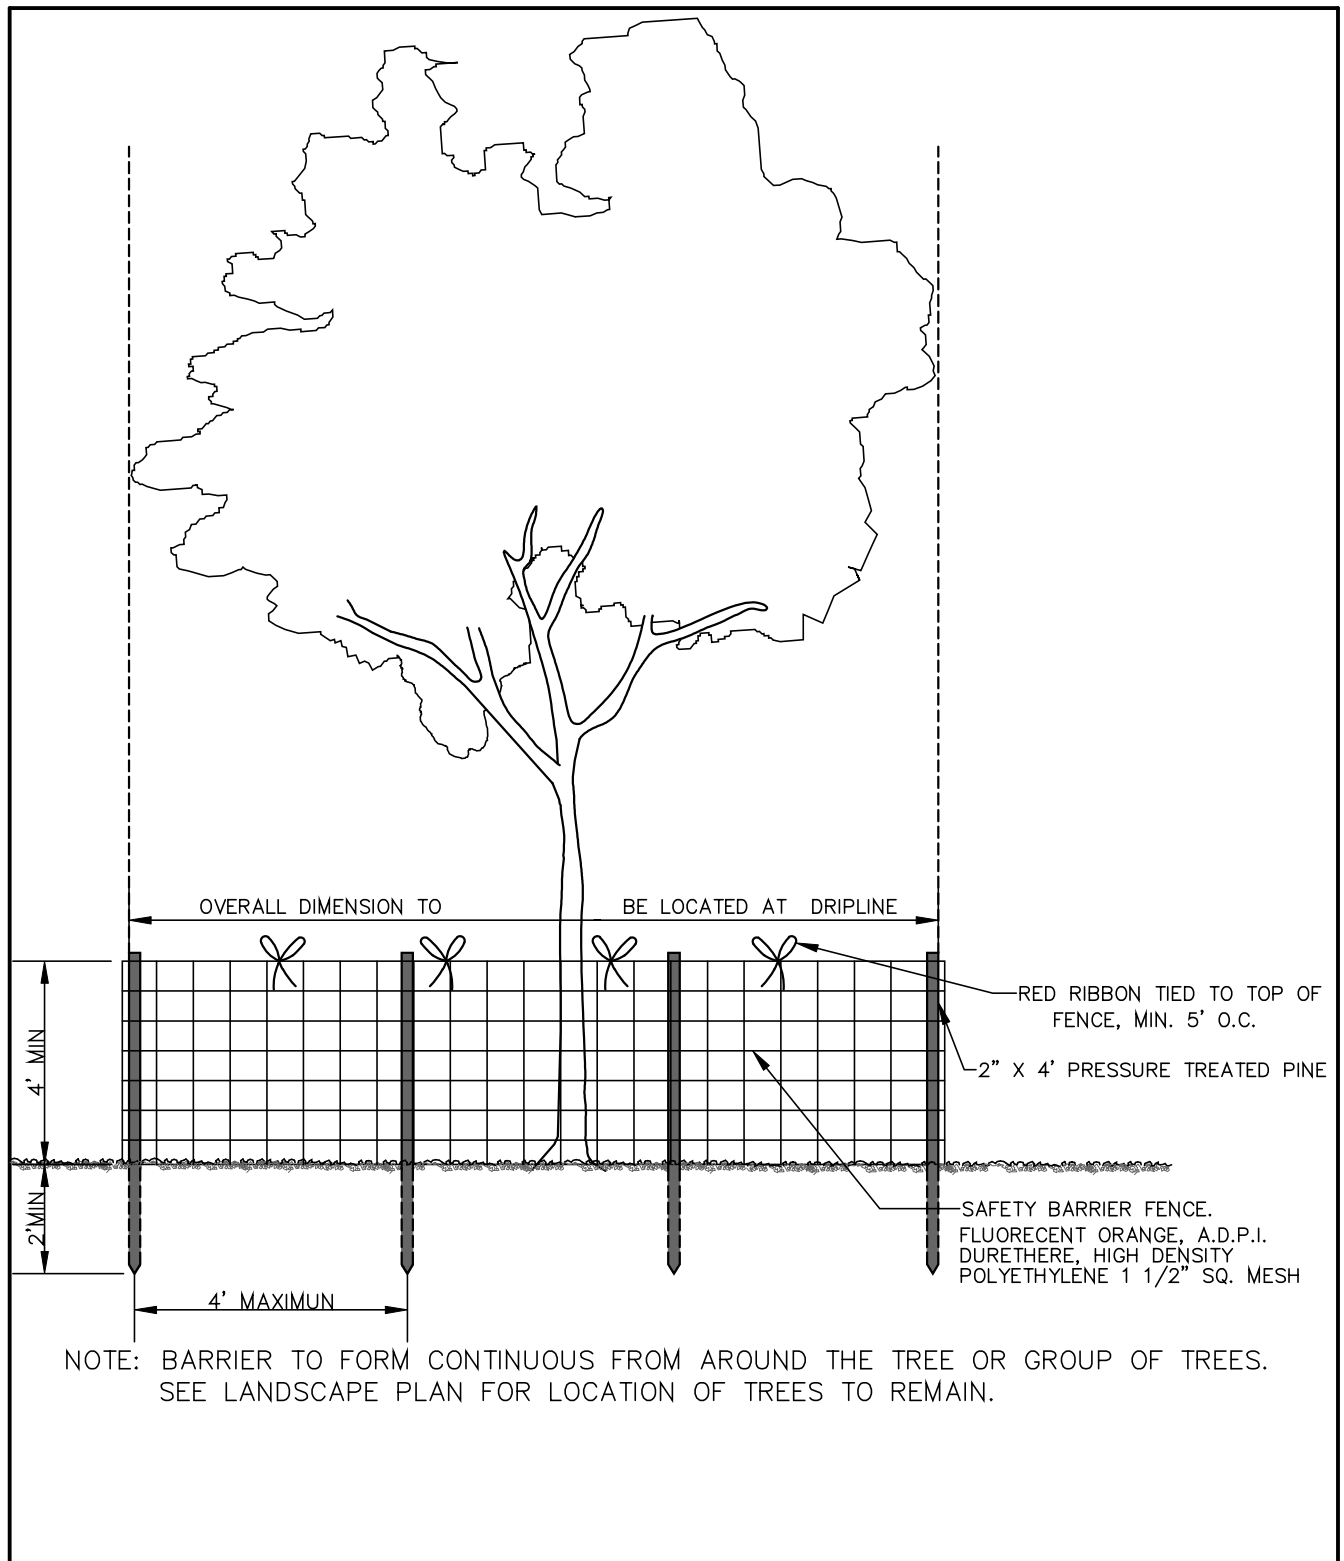 OVERALL DIMENSION TO BE LOCATED AT DRIPLINE
RED RIBBON TIED TO TOP OF
FENCE, MIN. 5' O.C.
4' MIN
2" X 4' PRESSURE TREATED PINE
2'MIN
SAFETY BARRIER FENCE.
FLUORECENT ORANGE, A.D.P.I.
DURETHERE, HIGH DENSITY
POLYETHYLENE 1 1/2" SQ. MESH
4' MAXIMUN
NOTE: BARRIER TO FORM CONTINUOUS FROM AROUND THE TREE OR GROUP OF TREES.
SEE LANDSCAPE PLAN FOR LOCATION OF TREES TO REMAIN.